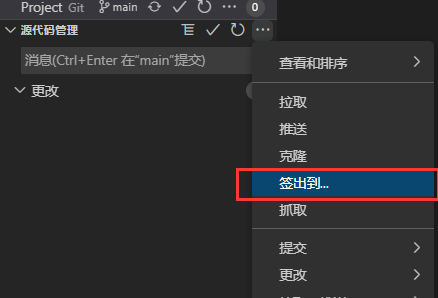 Project Git main 0
源代码管理
消息(Ctrl+Enter 在“main”提交)
更改
查看和排序
拉取
推送
克隆
签出到...
抓取
提交
更改